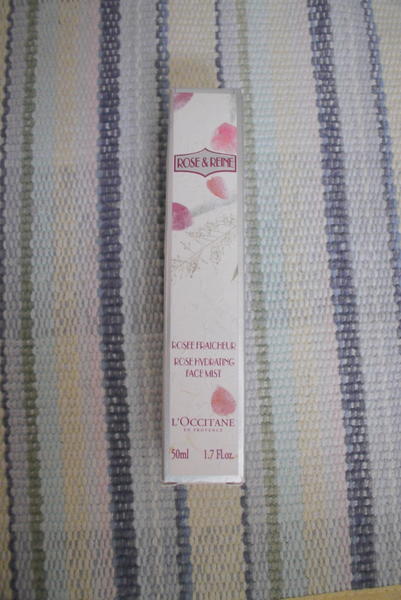 ROSE & REINE
ROSEE FRAICHEUR
ROSE HYDRATING
FACE MIST
L'OCCITANE
EN PROVENCE
50ml 1.7 Fl.oz.